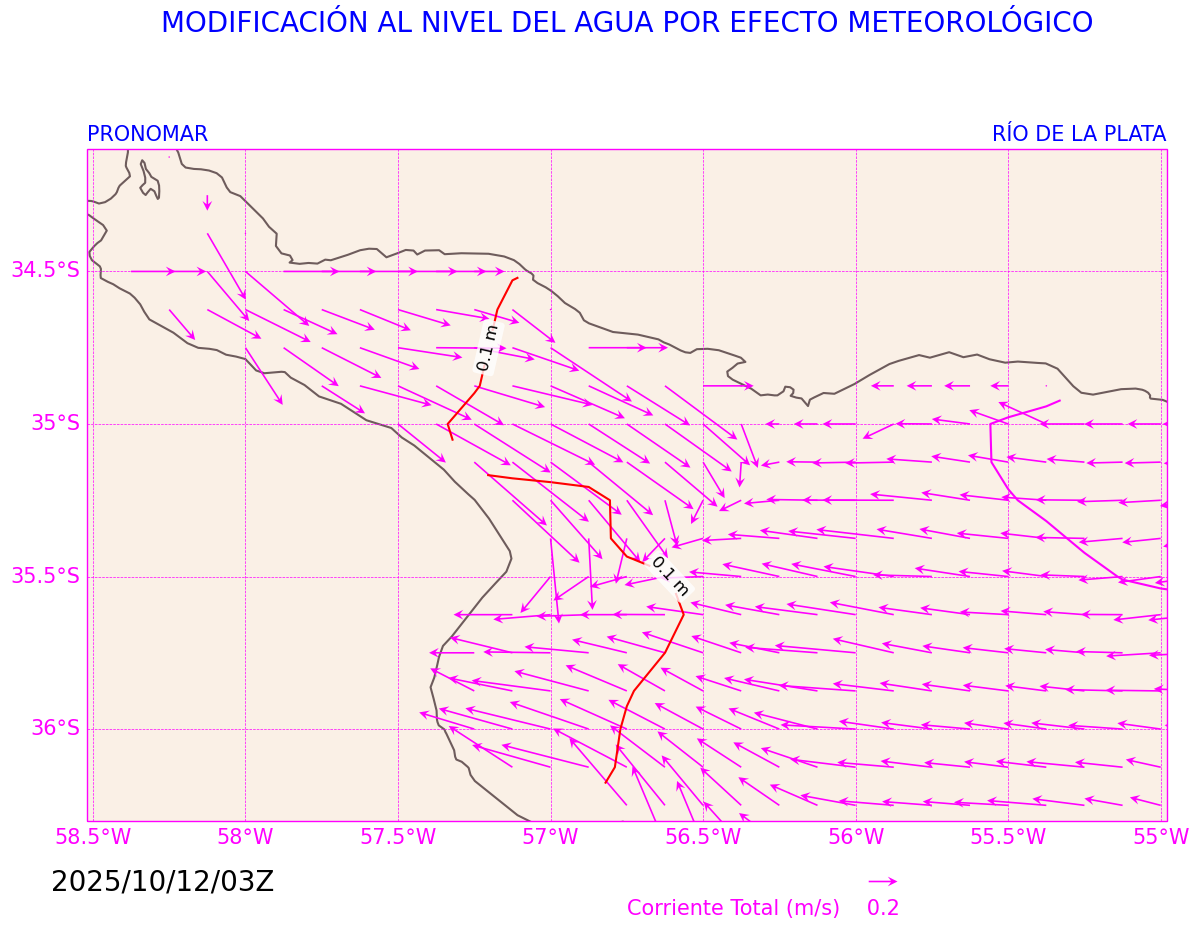 MODIFICACIÓN AL NIVEL DEL AGUA POR EFECTO METEOROLÓGICO
PRONOMAR
RÍO DE LA PLATA
34.5°S
0.1 m
35°S
35.5°S
0.1 m
36°S
58.5°W 58°W 57.5°W 57°W 56.5°W 56°W 55.5°W 55°W
2025/10/12/03Z
Corriente Total (m/s) 0.2